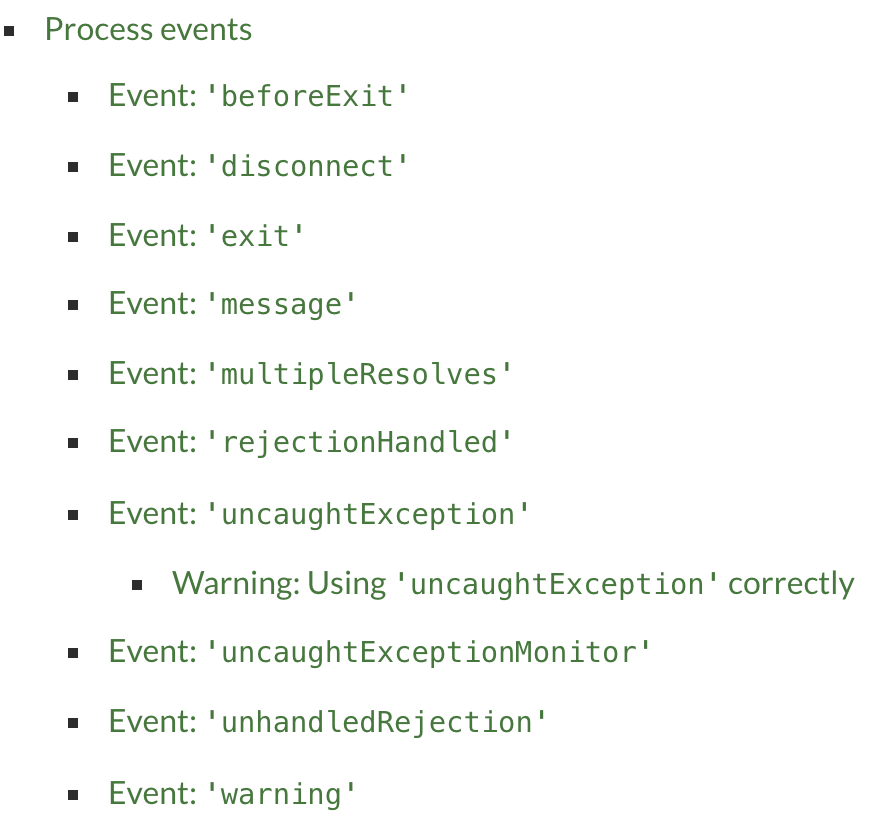 Process events
Event: 'beforeExit'
Event: 'disconnect'
Event: 'exit'
Event: 'message'
Event: 'multipleResolves'
Event: 'rejectionHandled'
Event: 'uncaughtException'
Warning: Using 'uncaughtException' correctly
Event: 'uncaughtExceptionMonitor'
Event: 'unhandledRejection'
Event: 'warning'